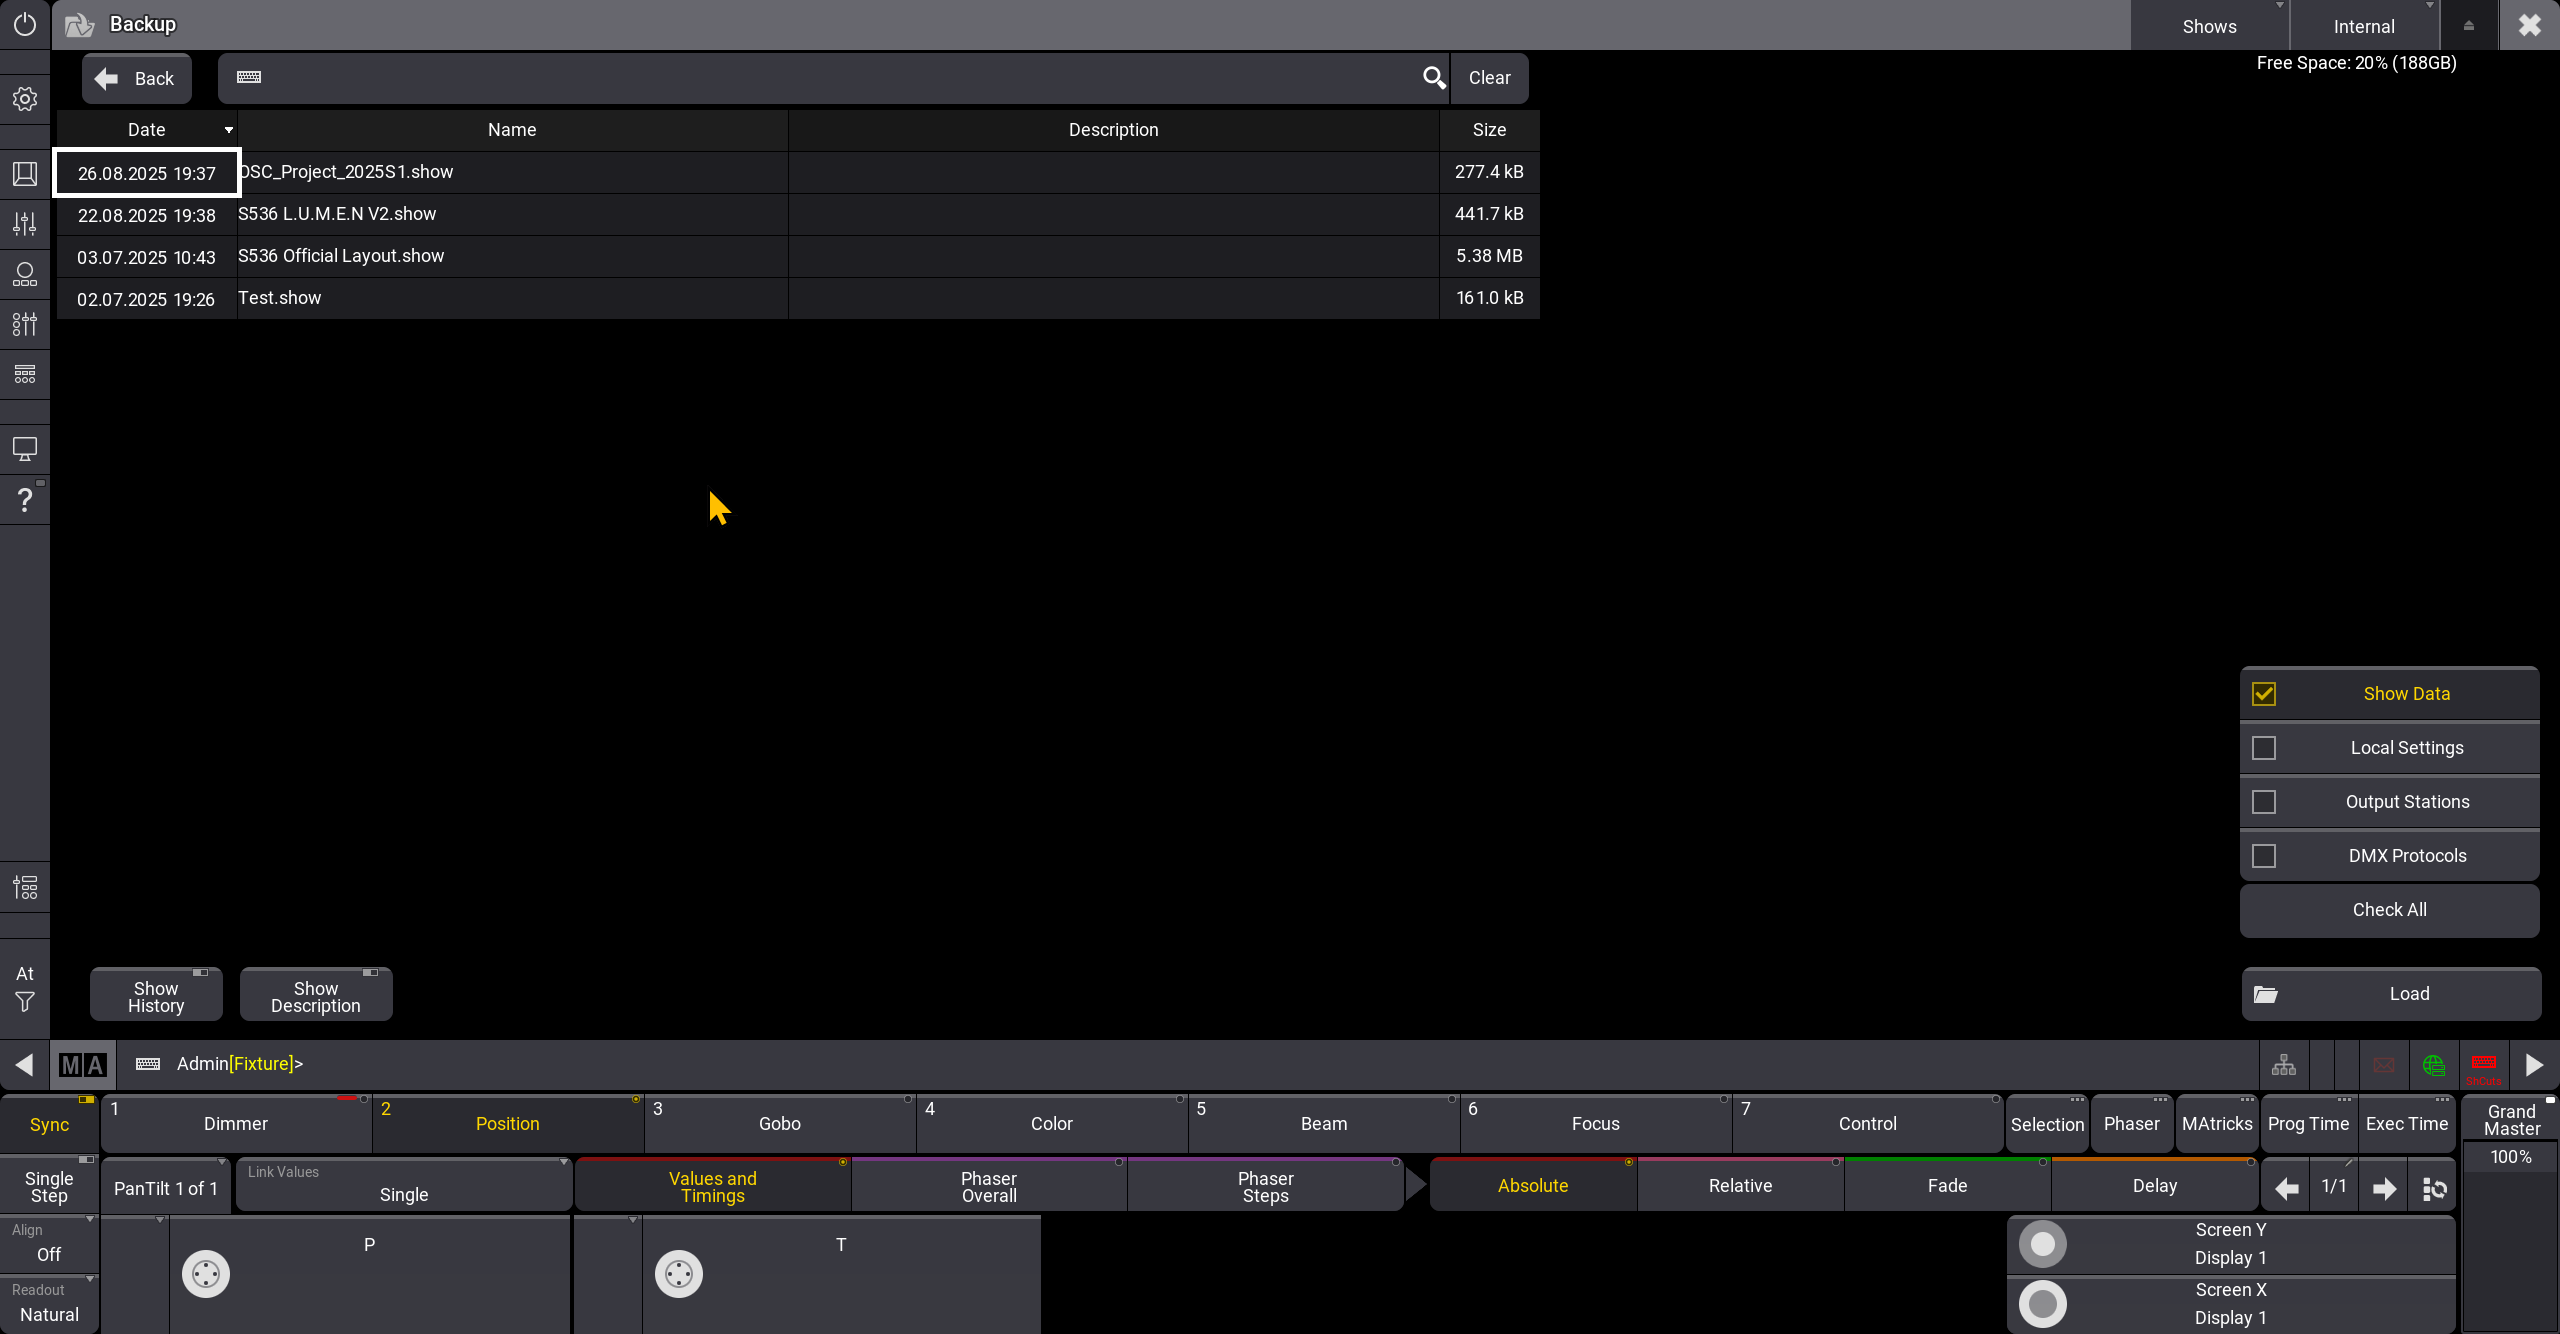 Backup
Shows
Internal
Back
Clear
Free Space: 20% (188GB)
Date Name Description Size
26.08.2025 19:37 OSC_Project_2025S1.show 277.4 kB
22.08.2025 19:38 S536 L.U.M.E.N V2.show 441.7 kB
03.07.2025 10:43 S536 Official Layout.show 5.38 MB
02.07.2025 19:26 Test.show 161.0 kB
?
Show Data
Local Settings
Output Stations
DMX Protocols
Check All
At
Show
History
Show
Description
Load
MA
Admin[Fixture]>
ShCuts
Sync
1 Dimmer
2 Position
3 Gobo
4 Color
5 Beam
6 Focus
7 Control
Selection
Phaser
MAtricks
Prog Time
Exec Time
Grand
Master
100%
Single
Step
PanTilt 1 of 1
Link Values
Single
Values and
Timings
Phaser
Overall
Phaser
Steps
Absolute
Relative
Fade
Delay
1/1
Align
Off
P
T
Screen Y
Display 1
Readout
Natural
Screen X
Display 1